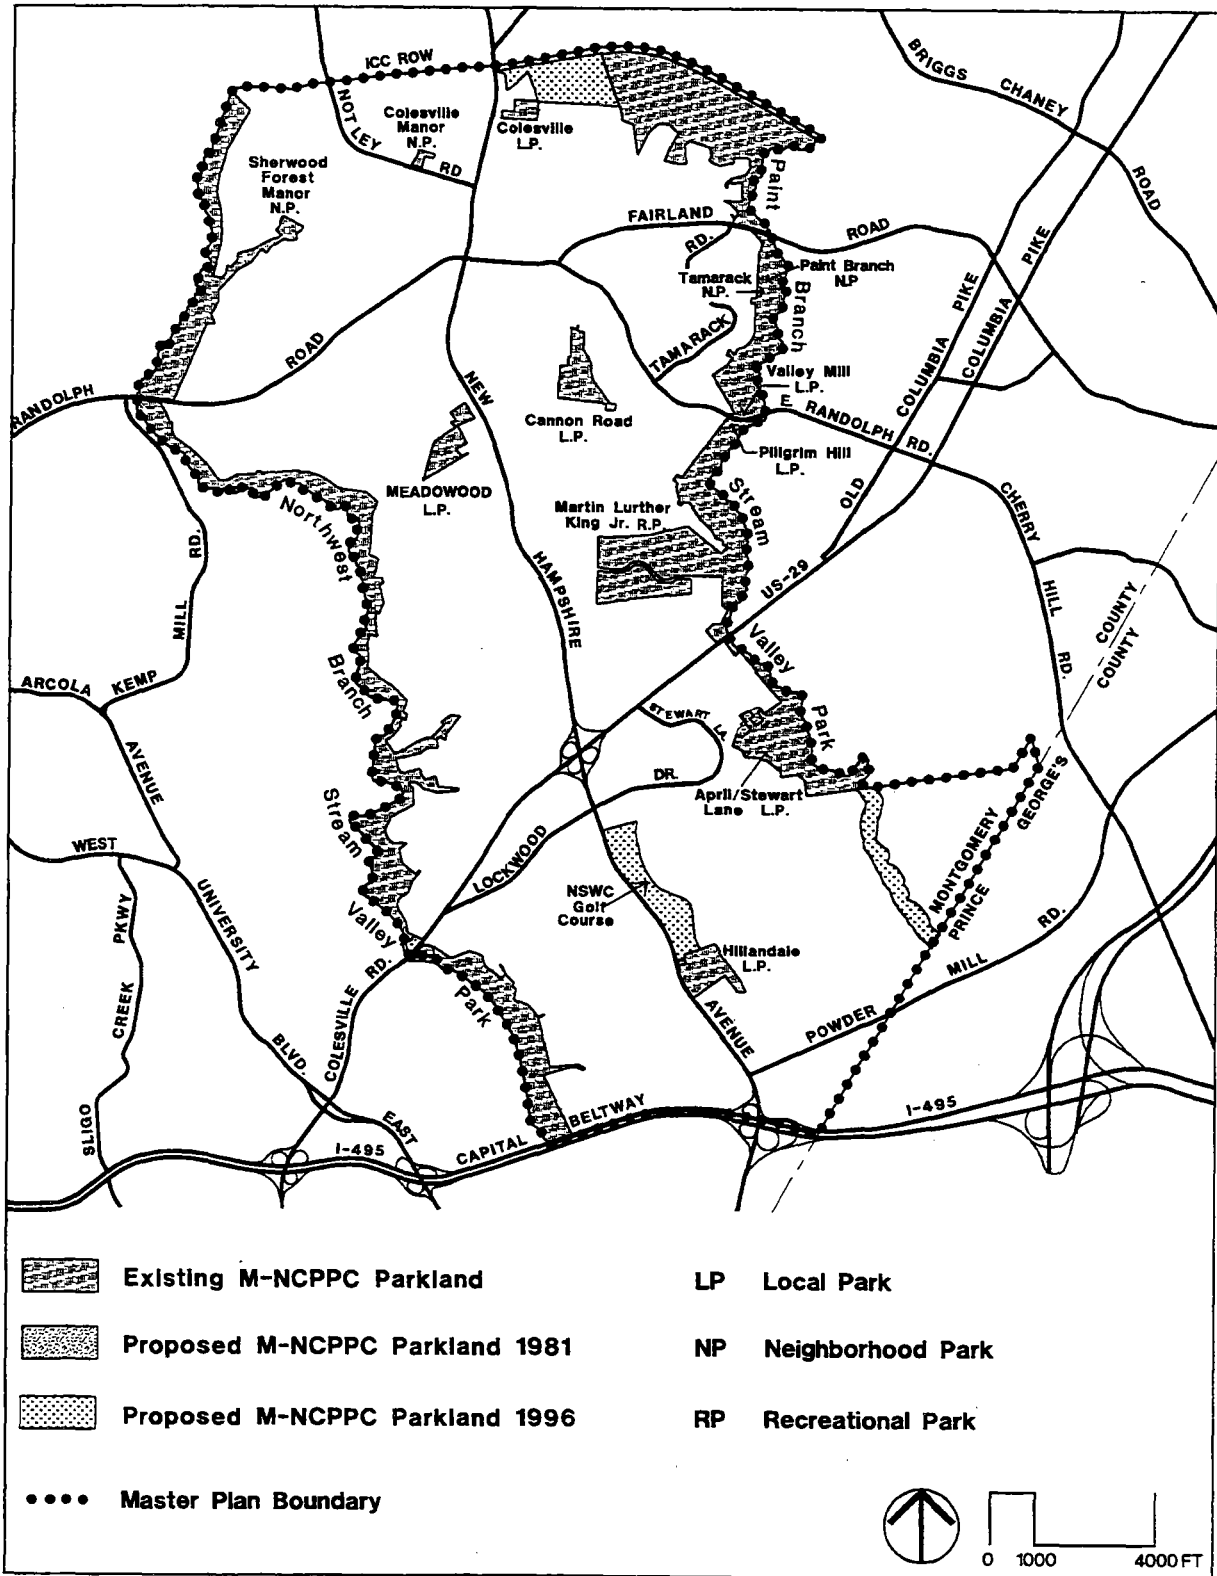 BRIGGS
CHANEY
ROAD
ICC ROW
NOTLEY
RD
Colesville
Manor
N.P.
Colesville
L.P.
Sherwood
Forest
Manor
N.P.
Paint
Branch
Stream
Valley
Park
FAIRLAND
ROAD
RD.
Tamarack
N.P.
Paint Branch
N.P
PIKE
PIKE
COLUMBIA
COLUMBIA
OLD
TAMARACK
RANDOLPH
ROAD
NEW
HAMPSHIRE
AVENUE
Valley Mill
L.P.
E. RANDOLPH RD.
Cannon Road
L.P.
Pilgrim Hill
L.P.
MEADOWOOD
L.P.
Martin Lurther
King Jr. R.P.
CHERRY
HILL
RD.
US-29
Northwest
Branch
Stream
Valley
Park
KEMP
MILL
RD.
ARCOLA
AVENUE
COUNTY
COUNTY
STEWART LA.
LOCKWOOD
DR.
April/Stewart
Lane L.P.
MONTGOMERY
PRINCE GEORGE'S
WEST
UNIVERSITY
BLVD.
EAST
NSWC
Golf
Course
Hillandale
L.P.
SLIGO
CREEK
PKWY
COLESVILLE
RD.
POWDER
MILL
RD.
I-495
CAPITAL
BELTWAY
I-495
Existing M-NCPPC Parkland
LP Local Park
Proposed M-NCPPC Parkland 1981
NP Neighborhood Park
Proposed M-NCPPC Parkland 1996
RP Recreational Park
Master Plan Boundary
0 1000 4000 FT